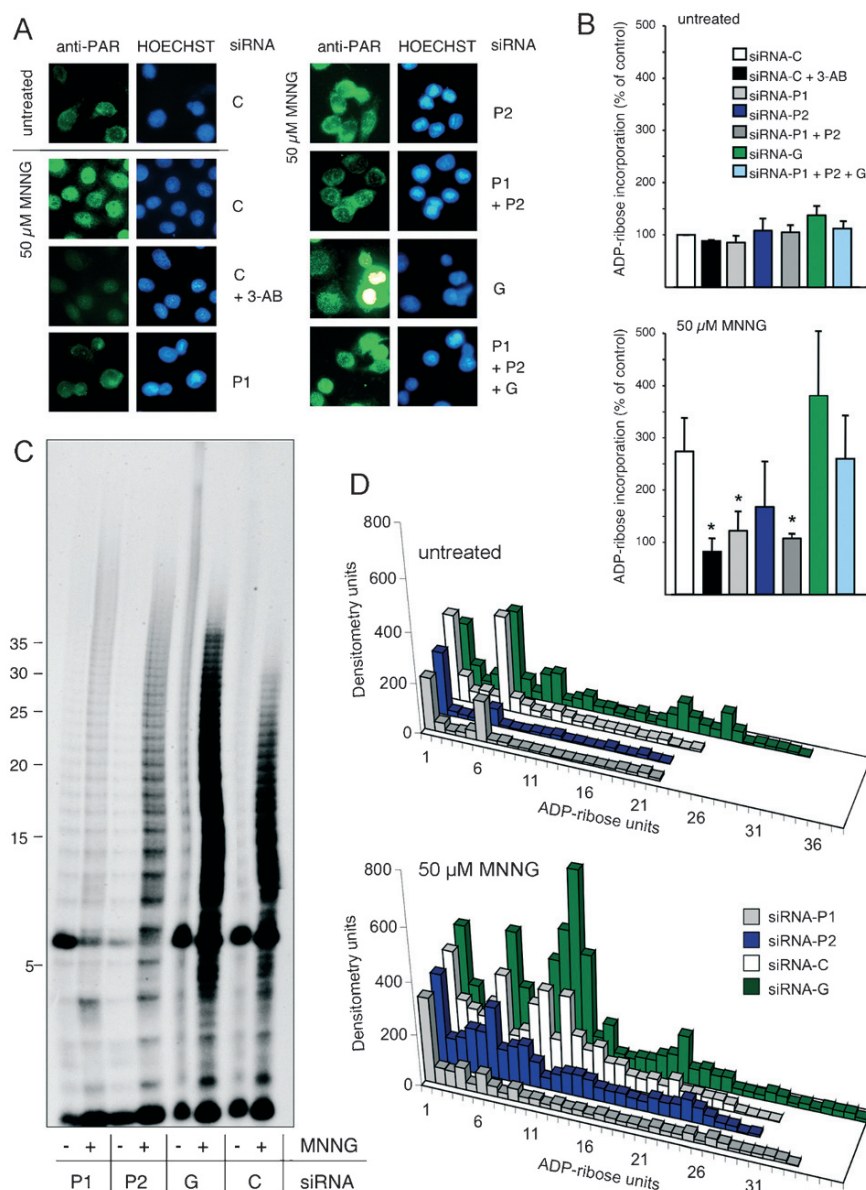 A
anti-PAR HOECHST siRNA
untreated
C
50 µM MNNG
C
C
+ 3-AB
P1
anti-PAR HOECHST siRNA
50 µM MNNG
P2
P1
+ P2
G
P1
+ P2
+ G
B
untreated
ADP-ribose incorporation (% of control)
500
400
300
200
100
siRNA-C
siRNA-C + 3-AB
siRNA-P1
siRNA-P2
siRNA-P1 + P2
siRNA-G
siRNA-P1 + P2 + G
50 µM MNNG
ADP-ribose incorporation (% of control)
500
400
300
200
100
* * *
C
35
30
25
20
15
5
- + - + - + - + MNNG
P1 P2 G C siRNA
D
untreated
Densitometry units
800
600
400
200
0
1 6 11 16 21 26 31 36
ADP-ribose units
50 µM MNNG
Densitometry units
800
600
400
200
0
1 6 11 16 21 26 31
ADP-ribose units
siRNA-P1
siRNA-P2
siRNA-C
siRNA-G